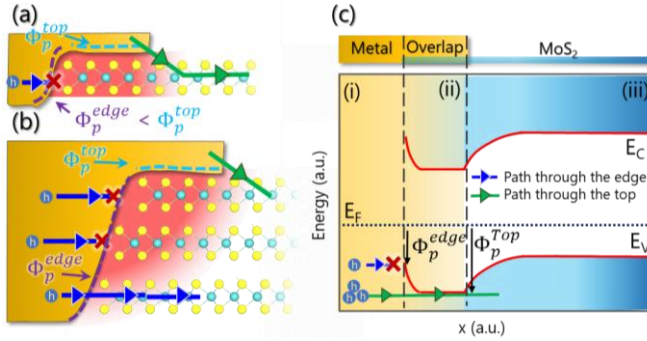 (a)
Φ_p^top
h
Φ_p^edge < Φ_p^top
(b)
Φ_p^top
h
h
Φ_p^edge
h
(c)
Metal
Overlap
MoS₂
(i)
(ii)
(iii)
E_C
Path through the edge
Path through the top
Energy (a.u.)
E_F
Φ_p^edge
Φ_p^Top
E_V
h
h
h
h
x (a.u.)